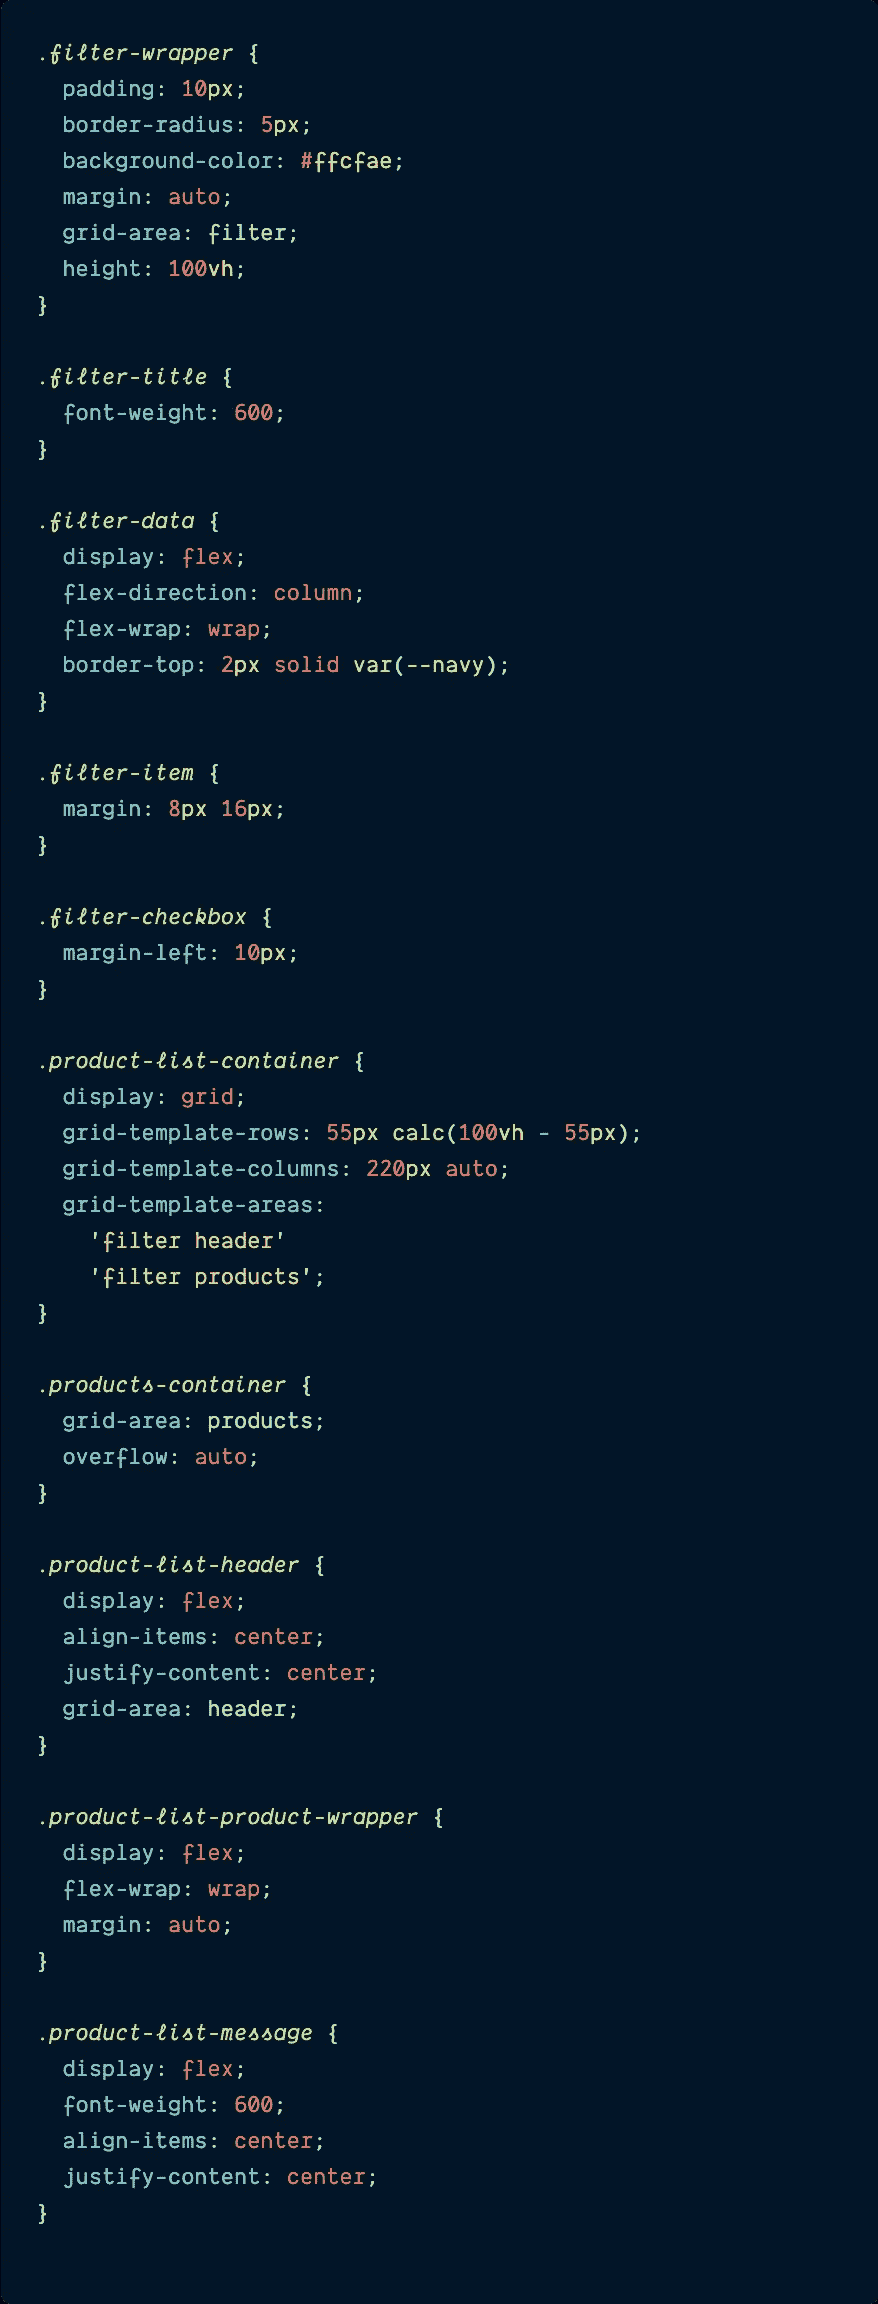 .filter-wrapper {
  padding: 10px;
  border-radius: 5px;
  background-color: #ffcfae;
  margin: auto;
  grid-area: filter;
  height: 100vh;
}

.filter-title {
  font-weight: 600;
}

.filter-data {
  display: flex;
  flex-direction: column;
  flex-wrap: wrap;
  border-top: 2px solid var(--navy);
}

.filter-item {
  margin: 8px 16px;
}

.filter-checkbox {
  margin-left: 10px;
}

.product-list-container {
  display: grid;
  grid-template-rows: 55px calc(100vh - 55px);
  grid-template-columns: 220px auto;
  grid-template-areas:
    'filter header'
    'filter products';
}

.products-container {
  grid-area: products;
  overflow: auto;
}

.product-list-header {
  display: flex;
  align-items: center;
  justify-content: center;
  grid-area: header;
}

.product-list-product-wrapper {
  display: flex;
  flex-wrap: wrap;
  margin: auto;
}

.product-list-message {
  display: flex;
  font-weight: 600;
  align-items: center;
  justify-content: center;
}